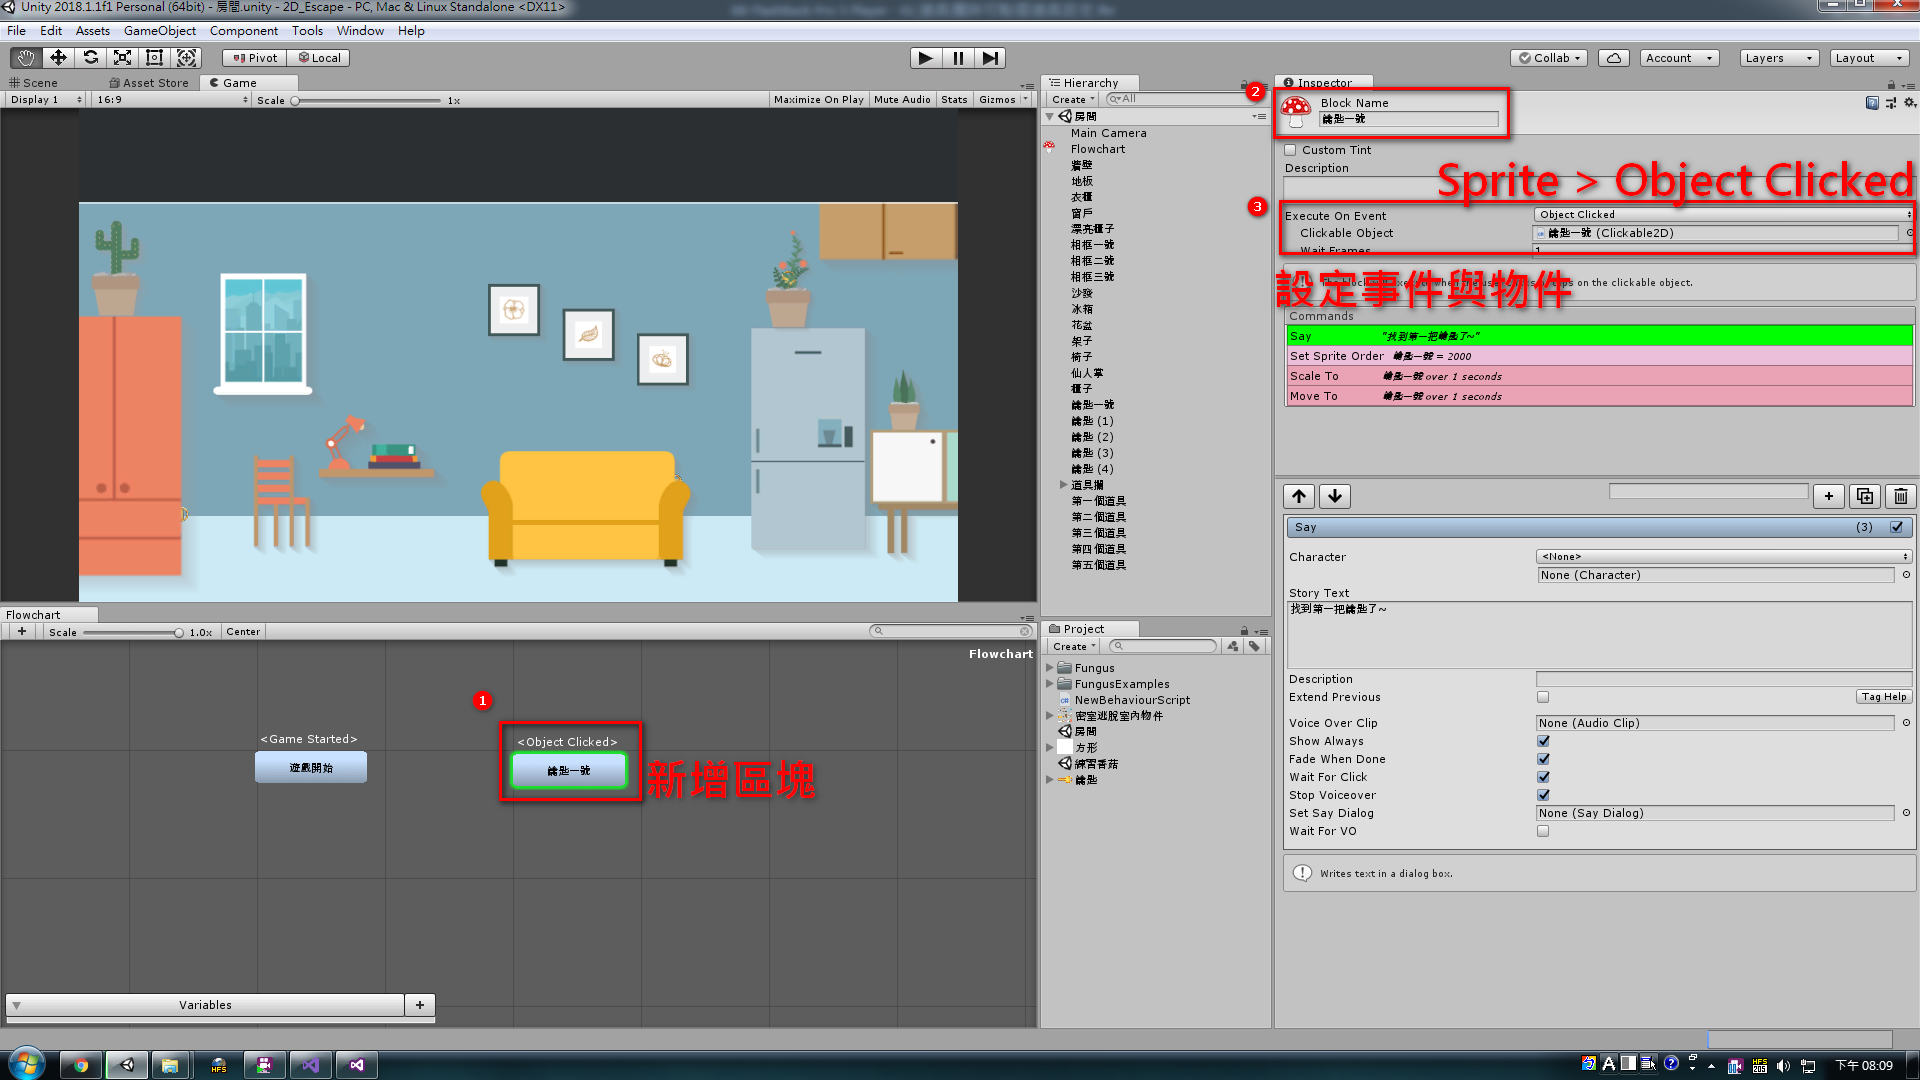 Unity 2018.1.1f1 Personal (64bit) - 房間.unity - 2D_Escape - PC, Mac & Linux Standalone <DX11>
File Edit Assets GameObject Component Tools Window Help
Pivot Local
Collab Account Layers Layout
Scene Asset Store Game
Display 1 16:9 Scale 1x Maximize On Play Mute Audio Stats Gizmos
Hierarchy
Create All
房間
Main Camera
Flowchart
牆壁
地板
衣櫃
窗戶
漂亮櫃子
相框一號
相框二號
相框三號
沙發
冰箱
花盆
架子
椅子
仙人掌
櫃子
鑰匙一號
鑰匙 (1)
鑰匙 (2)
鑰匙 (3)
鑰匙 (4)
道具攔
第一個道具
第二個道具
第三個道具
第四個道具
第五個道具
Inspector
2
Block Name
鑰匙一號
Custom Tint
Description
Sprite > Object Clicked
3
Execute On Event Object Clicked
Clickable Object 鑰匙一號 (Clickable2D)
Wait Frames 1
設定事件與物件
on the clickable object.
Commands
Say "找到第一把鑰匙了~"
Set Sprite Order 鑰匙一號 = 2000
Scale To 鑰匙一號 over 1 seconds
Move To 鑰匙一號 over 1 seconds
Say (3)
Character <None>
None (Character)
Story Text
找到第一把鑰匙了~
Description
Extend Previous Tag Help
Voice Over Clip None (Audio Clip)
Show Always
Fade When Done
Wait For Click
Stop Voiceover
Set Say Dialog None (Say Dialog)
Wait For VO
Writes text in a dialog box.
Flowchart
+ Scale 1.0x Center
Flowchart
1
<Game Started>
遊戲開始
<Object Clicked>
鑰匙一號
新增區塊
Variables +
Project
Create
Fungus
FungusExamples
NewBehaviourScript
密室逃脫室內物件
房間
方形
練習香菇
鑰匙
HFS
A
下午 08:09